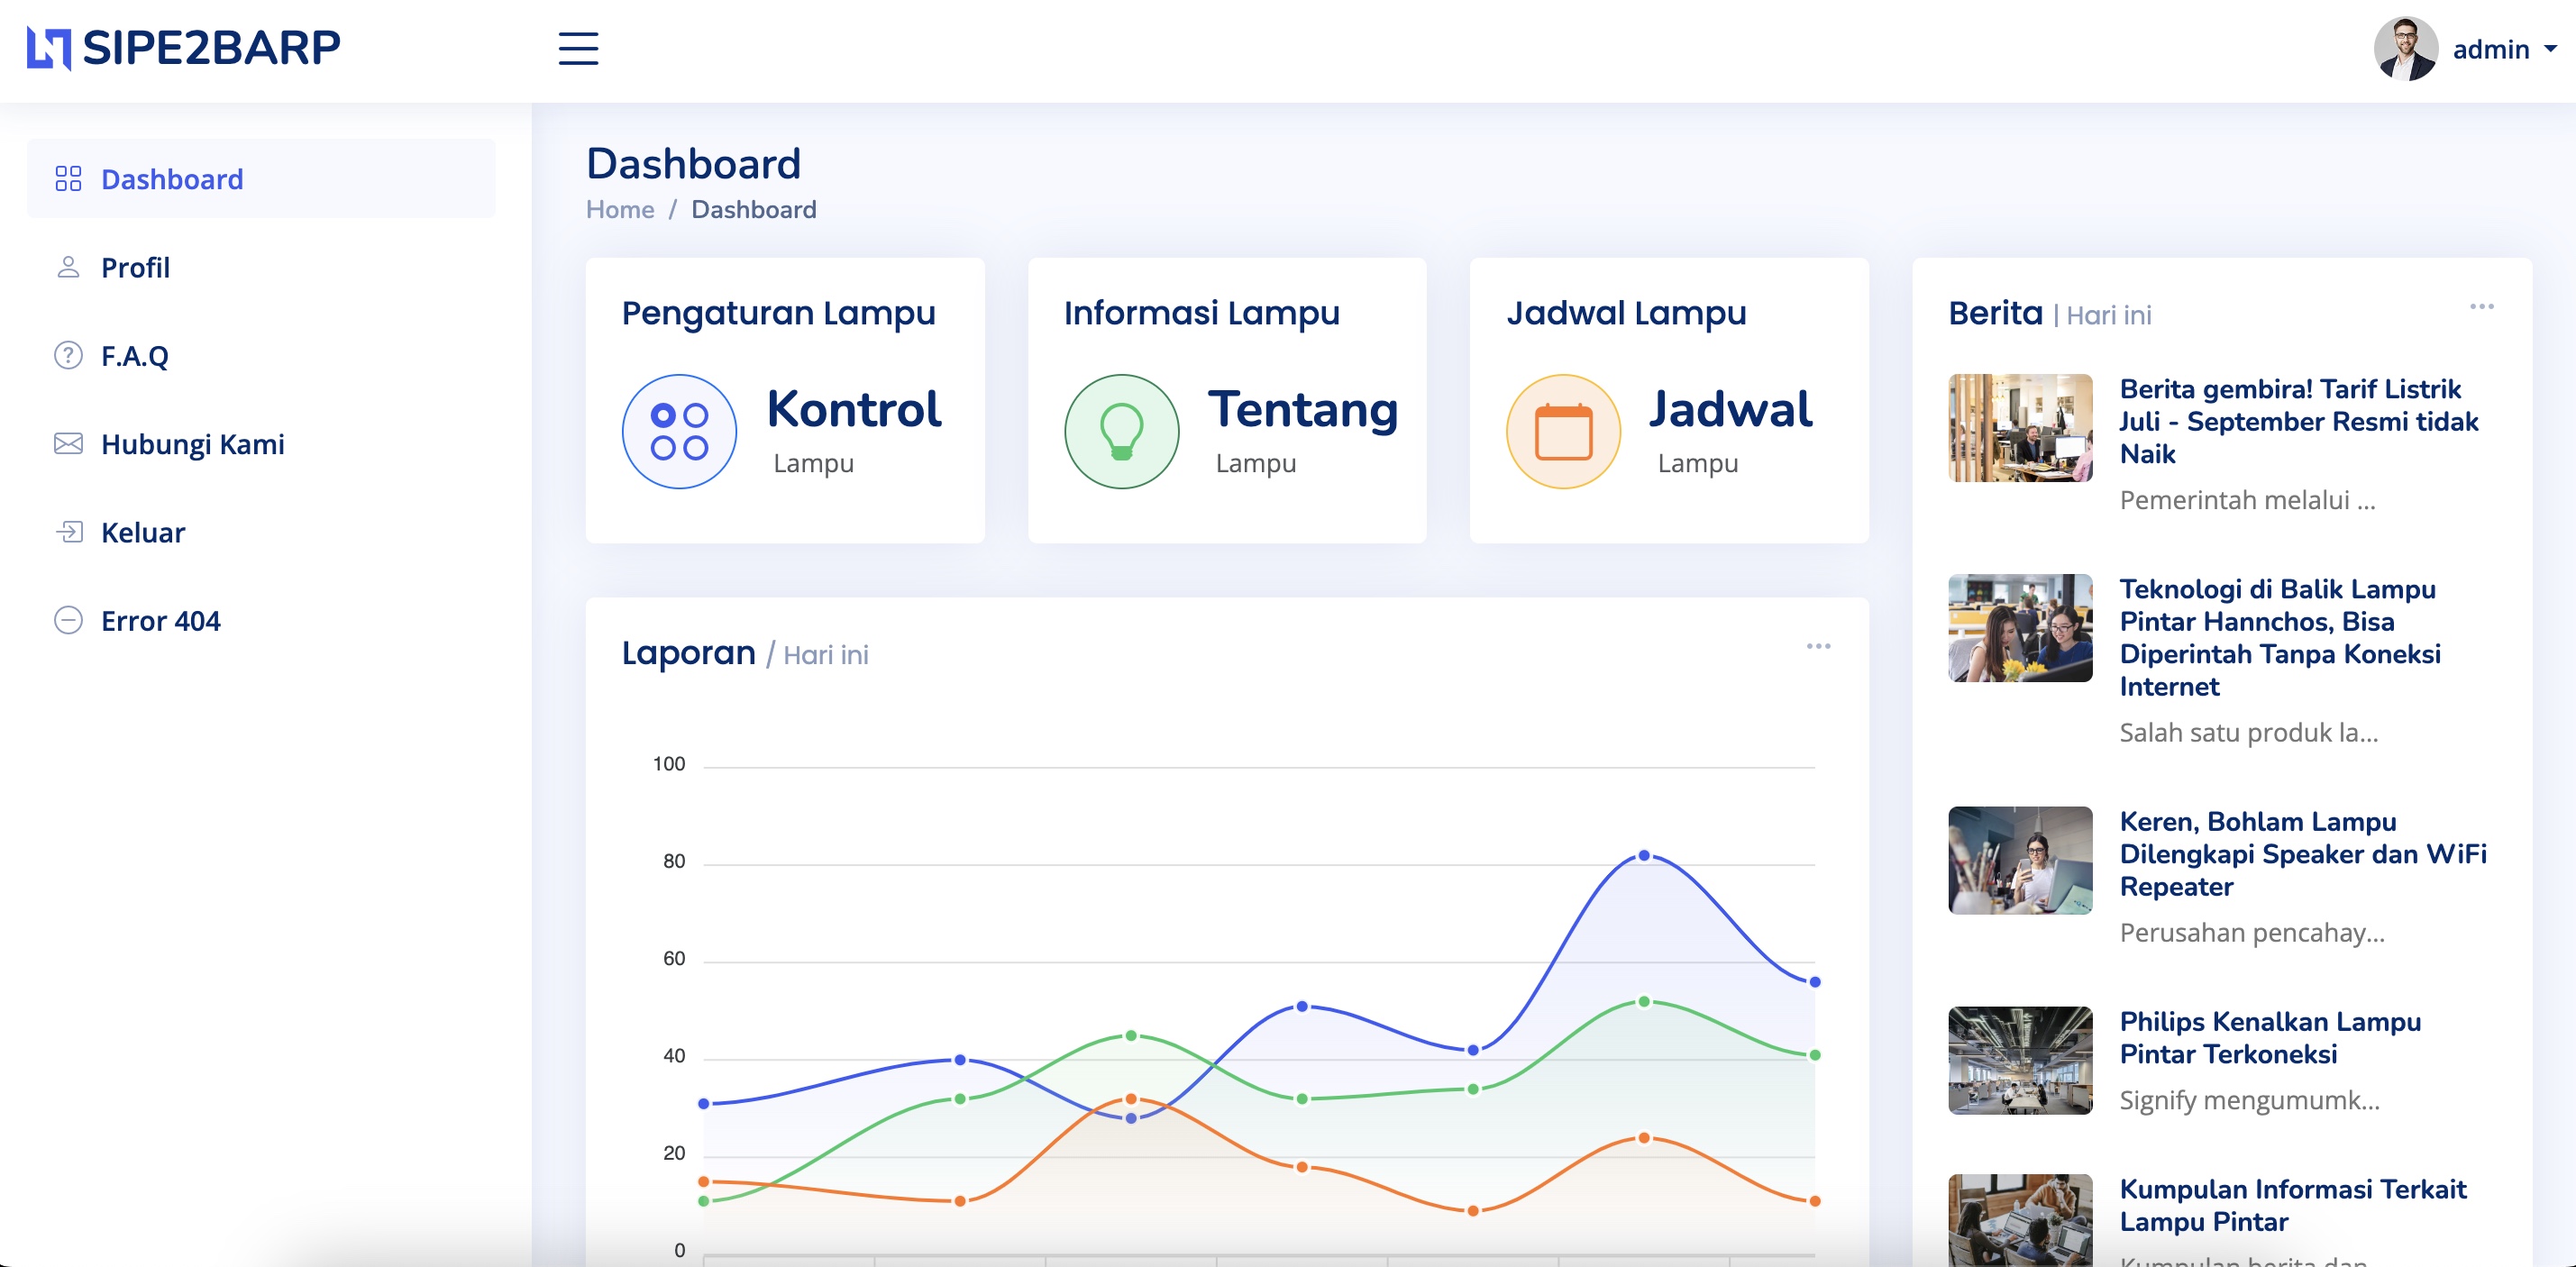 SIPE2BARP
admin
Dashboard
Profil
F.A.Q
Hubungi Kami
Keluar
Error 404
Dashboard
Home / Dashboard
Pengaturan Lampu
Kontrol
Lampu
Informasi Lampu
Tentang
Lampu
Jadwal Lampu
Jadwal
Lampu
Laporan / Hari ini
100
80
60
40
20
0
Berita | Hari ini
Berita gembira! Tarif Listrik
Juli - September Resmi tidak
Naik
Pemerintah melalui ...
Teknologi di Balik Lampu
Pintar Hannchos, Bisa
Diperintah Tanpa Koneksi
Internet
Salah satu produk la...
Keren, Bohlam Lampu
Dilengkapi Speaker dan WiFi
Repeater
Perusahan pencahay...
Philips Kenalkan Lampu
Pintar Terkoneksi
Signify mengumumk...
Kumpulan Informasi Terkait
Lampu Pintar
Kumpulan berita dan